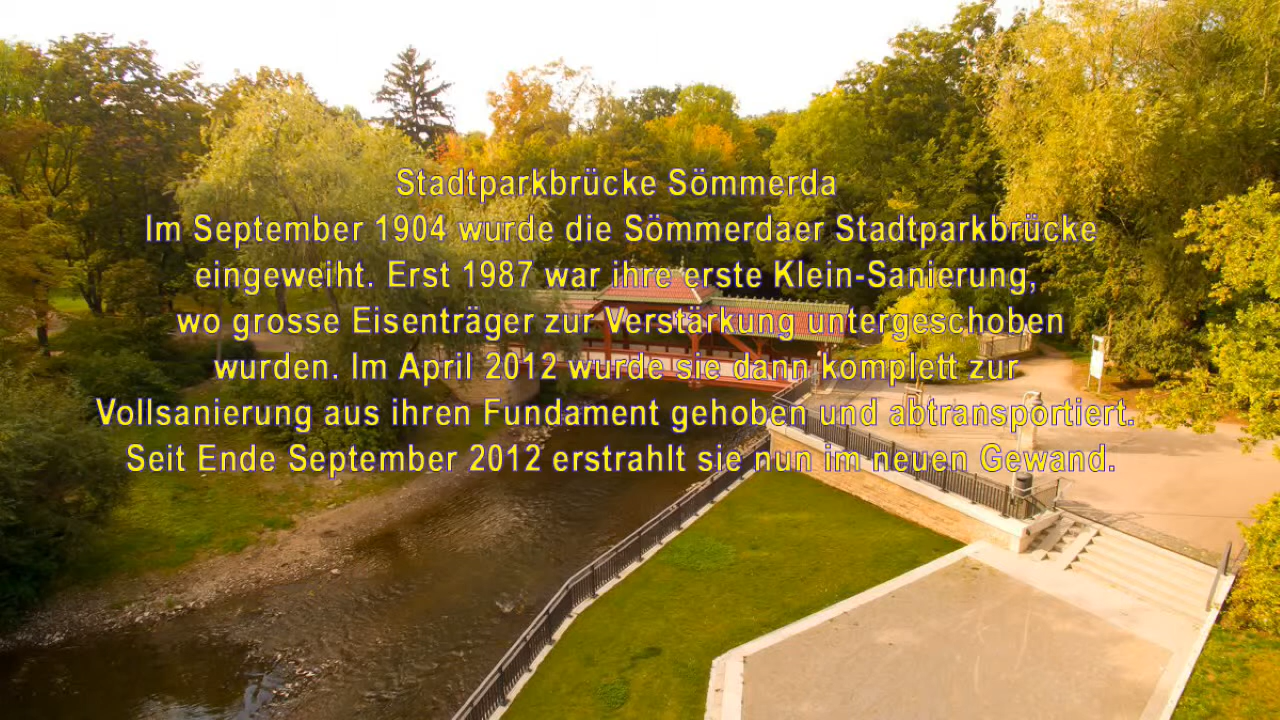 Stadtparkbrücke Sömmerda
Im September 1904 wurde die Sömmerdaer Stadtparkbrücke
eingeweiht. Erst 1987 war ihre erste Klein-Sanierung,
wo grosse Eisenträger zur Verstärkung untergeschoben
wurden. Im April 2012 wurde sie dann komplett zur
Vollsanierung aus ihren Fundament gehoben und abtransportiert.
Seit Ende September 2012 erstrahlt sie nun im neuen Gewand.